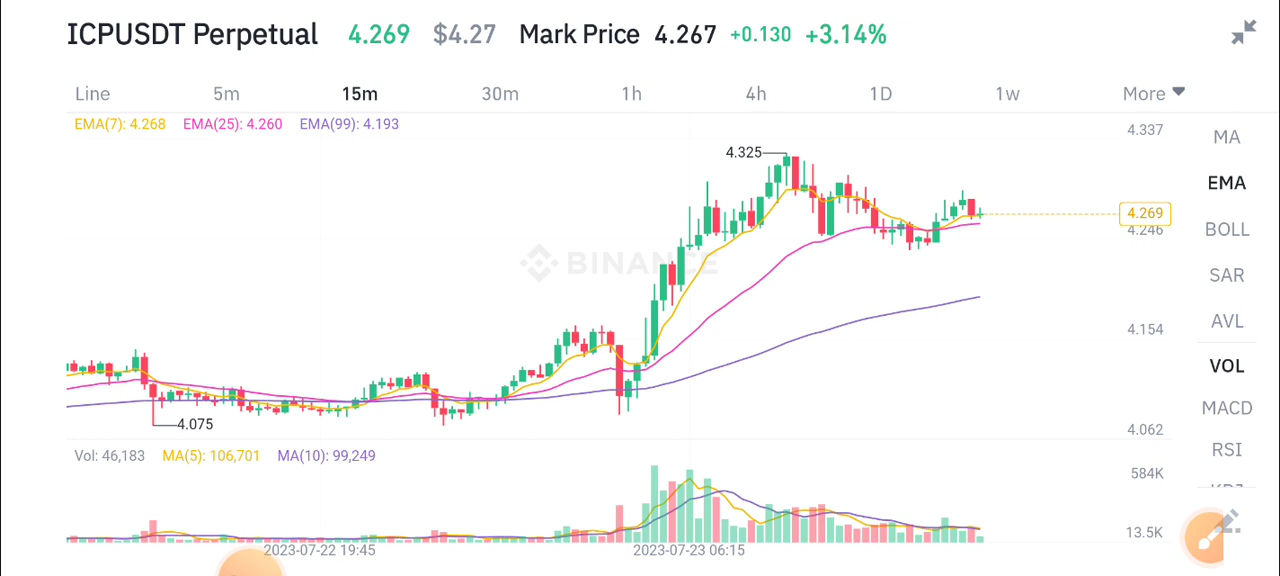 ICPUSDT Perpetual 4.269 $4.27 Mark Price 4.267 +0.130 +3.14%
Line 5m 15m 30m 1h 4h 1D 1w More
EMA(7): 4.268 EMA(25): 4.260 EMA(99): 4.193
4.337
MA
4.325
EMA
4.269
4.246
BOLL
BINANCE
SAR
4.154
AVL
VOL
4.075
4.062
MACD
Vol: 46,183 MA(5): 106,701 MA(10): 99,249
RSI
584K
KDJ
13.5K
2023-07-22 19:45 2023-07-23 06:15